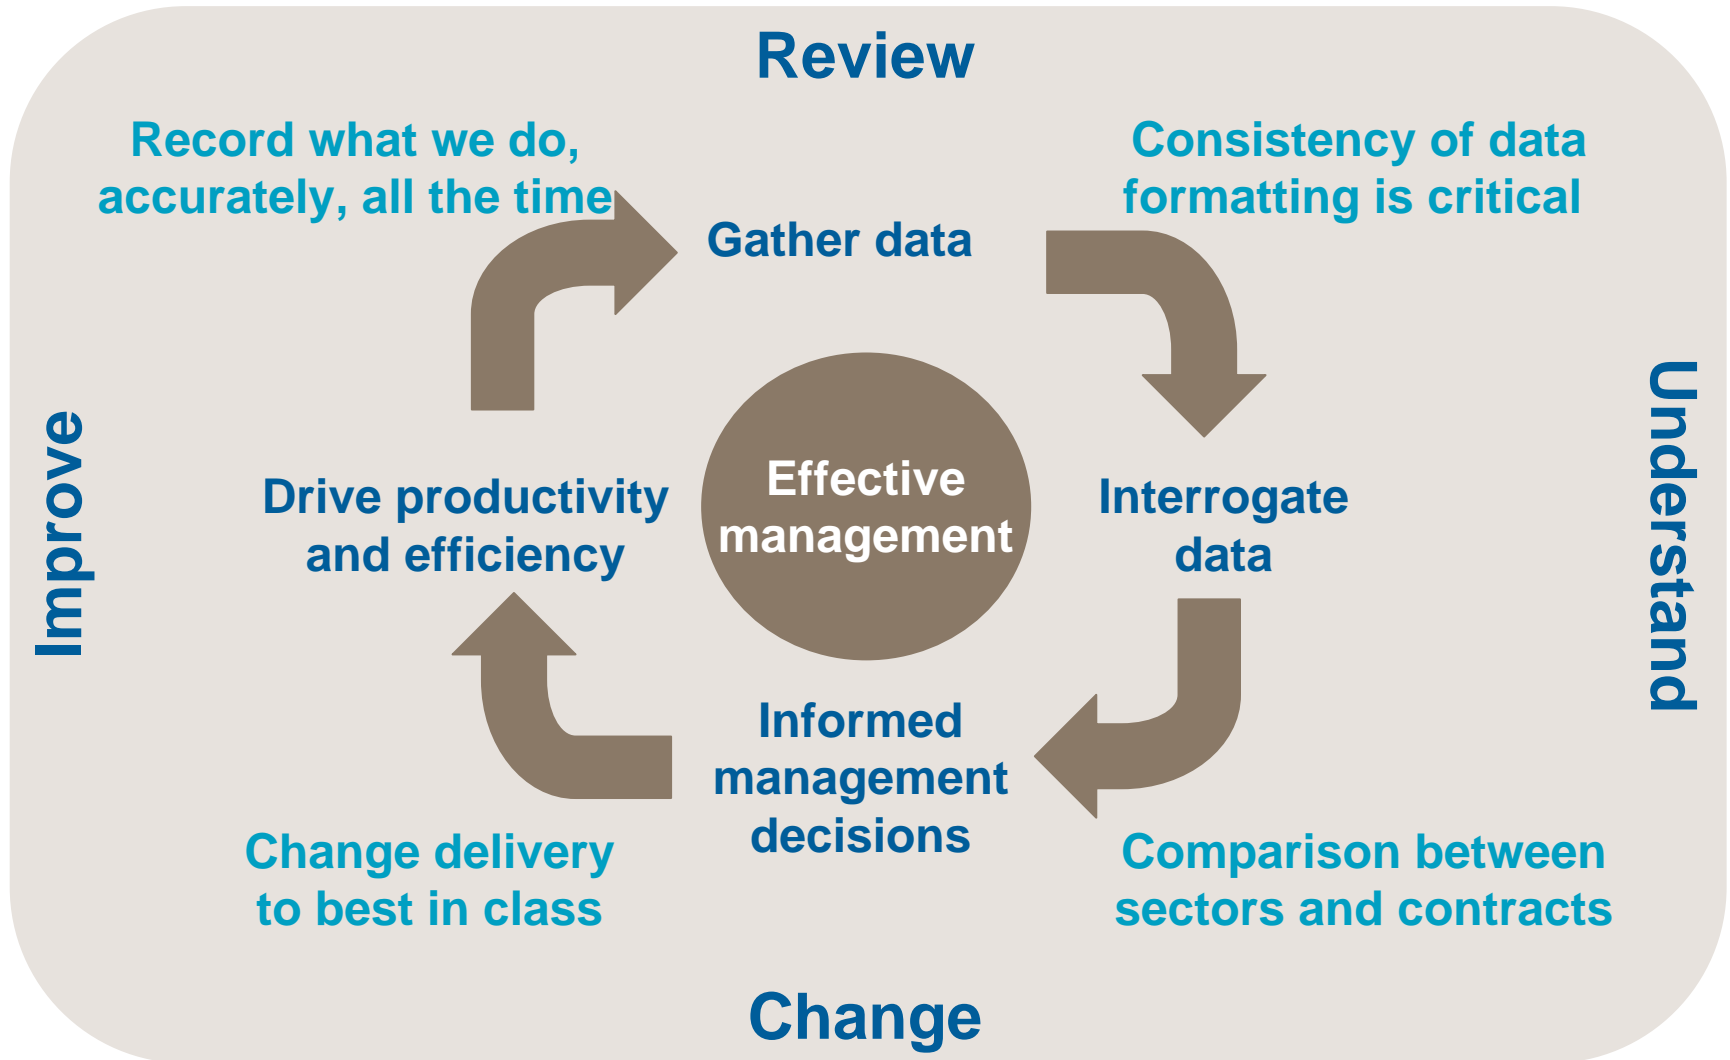 Review
Record what we do,
accurately, all the time
Consistency of data
formatting is critical
Gather data
Improve
Drive productivity
and efficiency
Effective
management
Interrogate
data
Understand
Informed
management
decisions
Change delivery
to best in class
Comparison between
sectors and contracts
Change